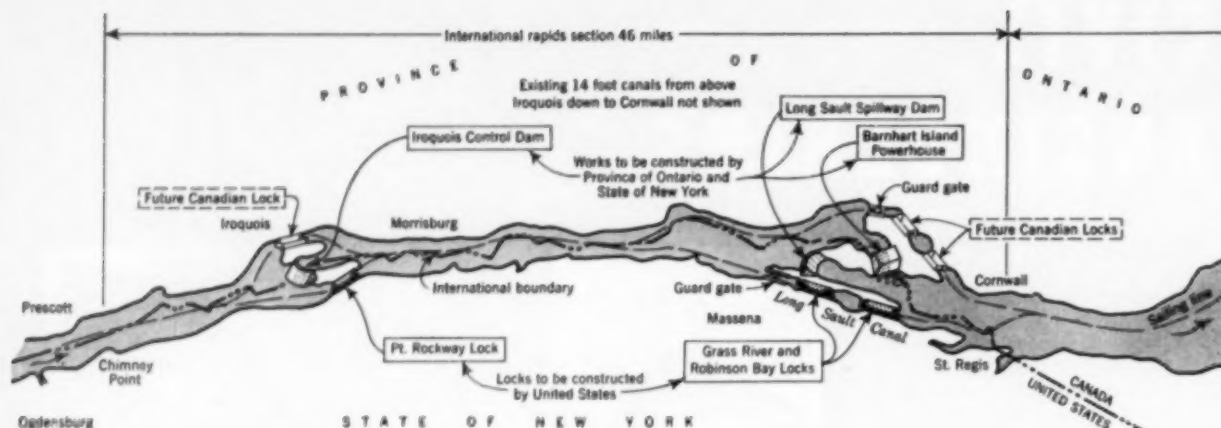 International rapids section 46 miles
PROVINCE OF ONTARIO
Existing 14 foot canals from above
Iroquois down to Cornwall not shown
Long Sault Spillway Dam
Iroquois Control Dam
Barnhart Island
Powerhouse
Works to be constructed by
Province of Ontario and
State of New York
Guard gate
Future Canadian Lock
Iroquois
Morrisburg
Future Canadian Locks
Cornwall
International boundary
Guard gate
Long Sault Canal
Sailing line
Prescott
Massena
Chimney
Point
Pt. Rockway Lock
Grass River and
Robinson Bay Locks
St. Regis
Locks to be constructed
by United States
CANADA
UNITED STATES
Ogdensburg
STATE OF NEW YORK